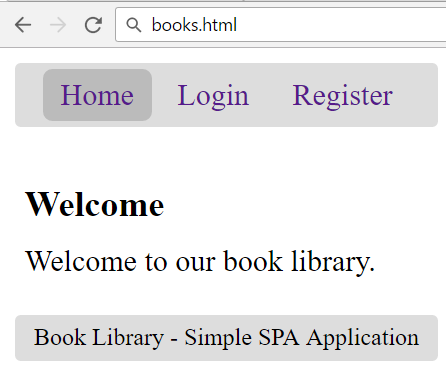 books.html
Home Login Register
Welcome
Welcome to our book library.
Book Library - Simple SPA Application